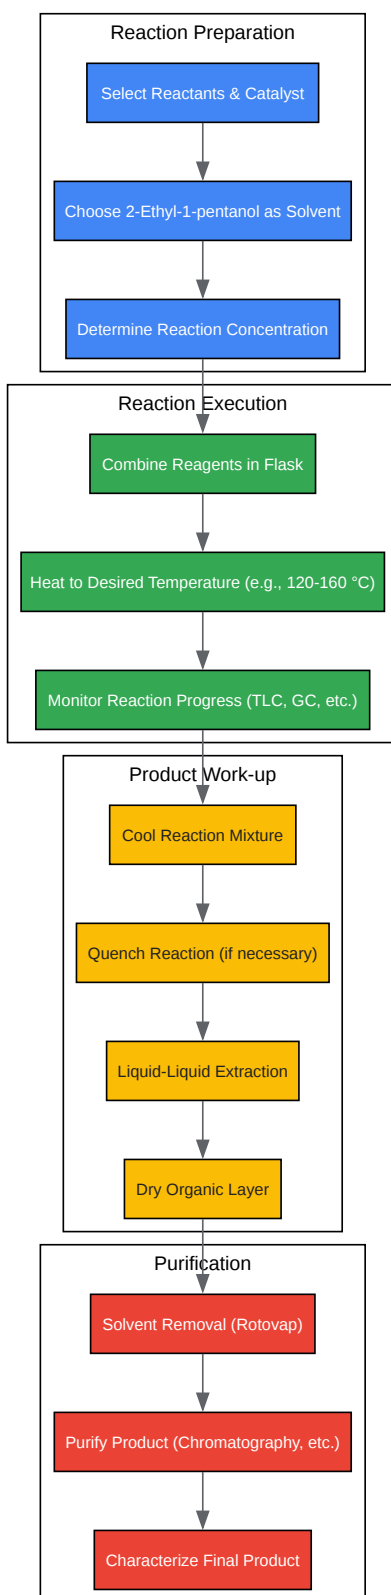 Reaction Preparation
Select Reactants & Catalyst
Choose 2-Ethyl-1-pentanol as Solvent
Determine Reaction Concentration
Reaction Execution
Combine Reagents in Flask
Heat to Desired Temperature (e.g., 120-160 °C)
Monitor Reaction Progress (TLC, GC, etc.)
Product Work-up
Cool Reaction Mixture
Quench Reaction (if necessary)
Liquid-Liquid Extraction
Dry Organic Layer
Purification
Solvent Removal (Rotovap)
Purify Product (Chromatography, etc.)
Characterize Final Product